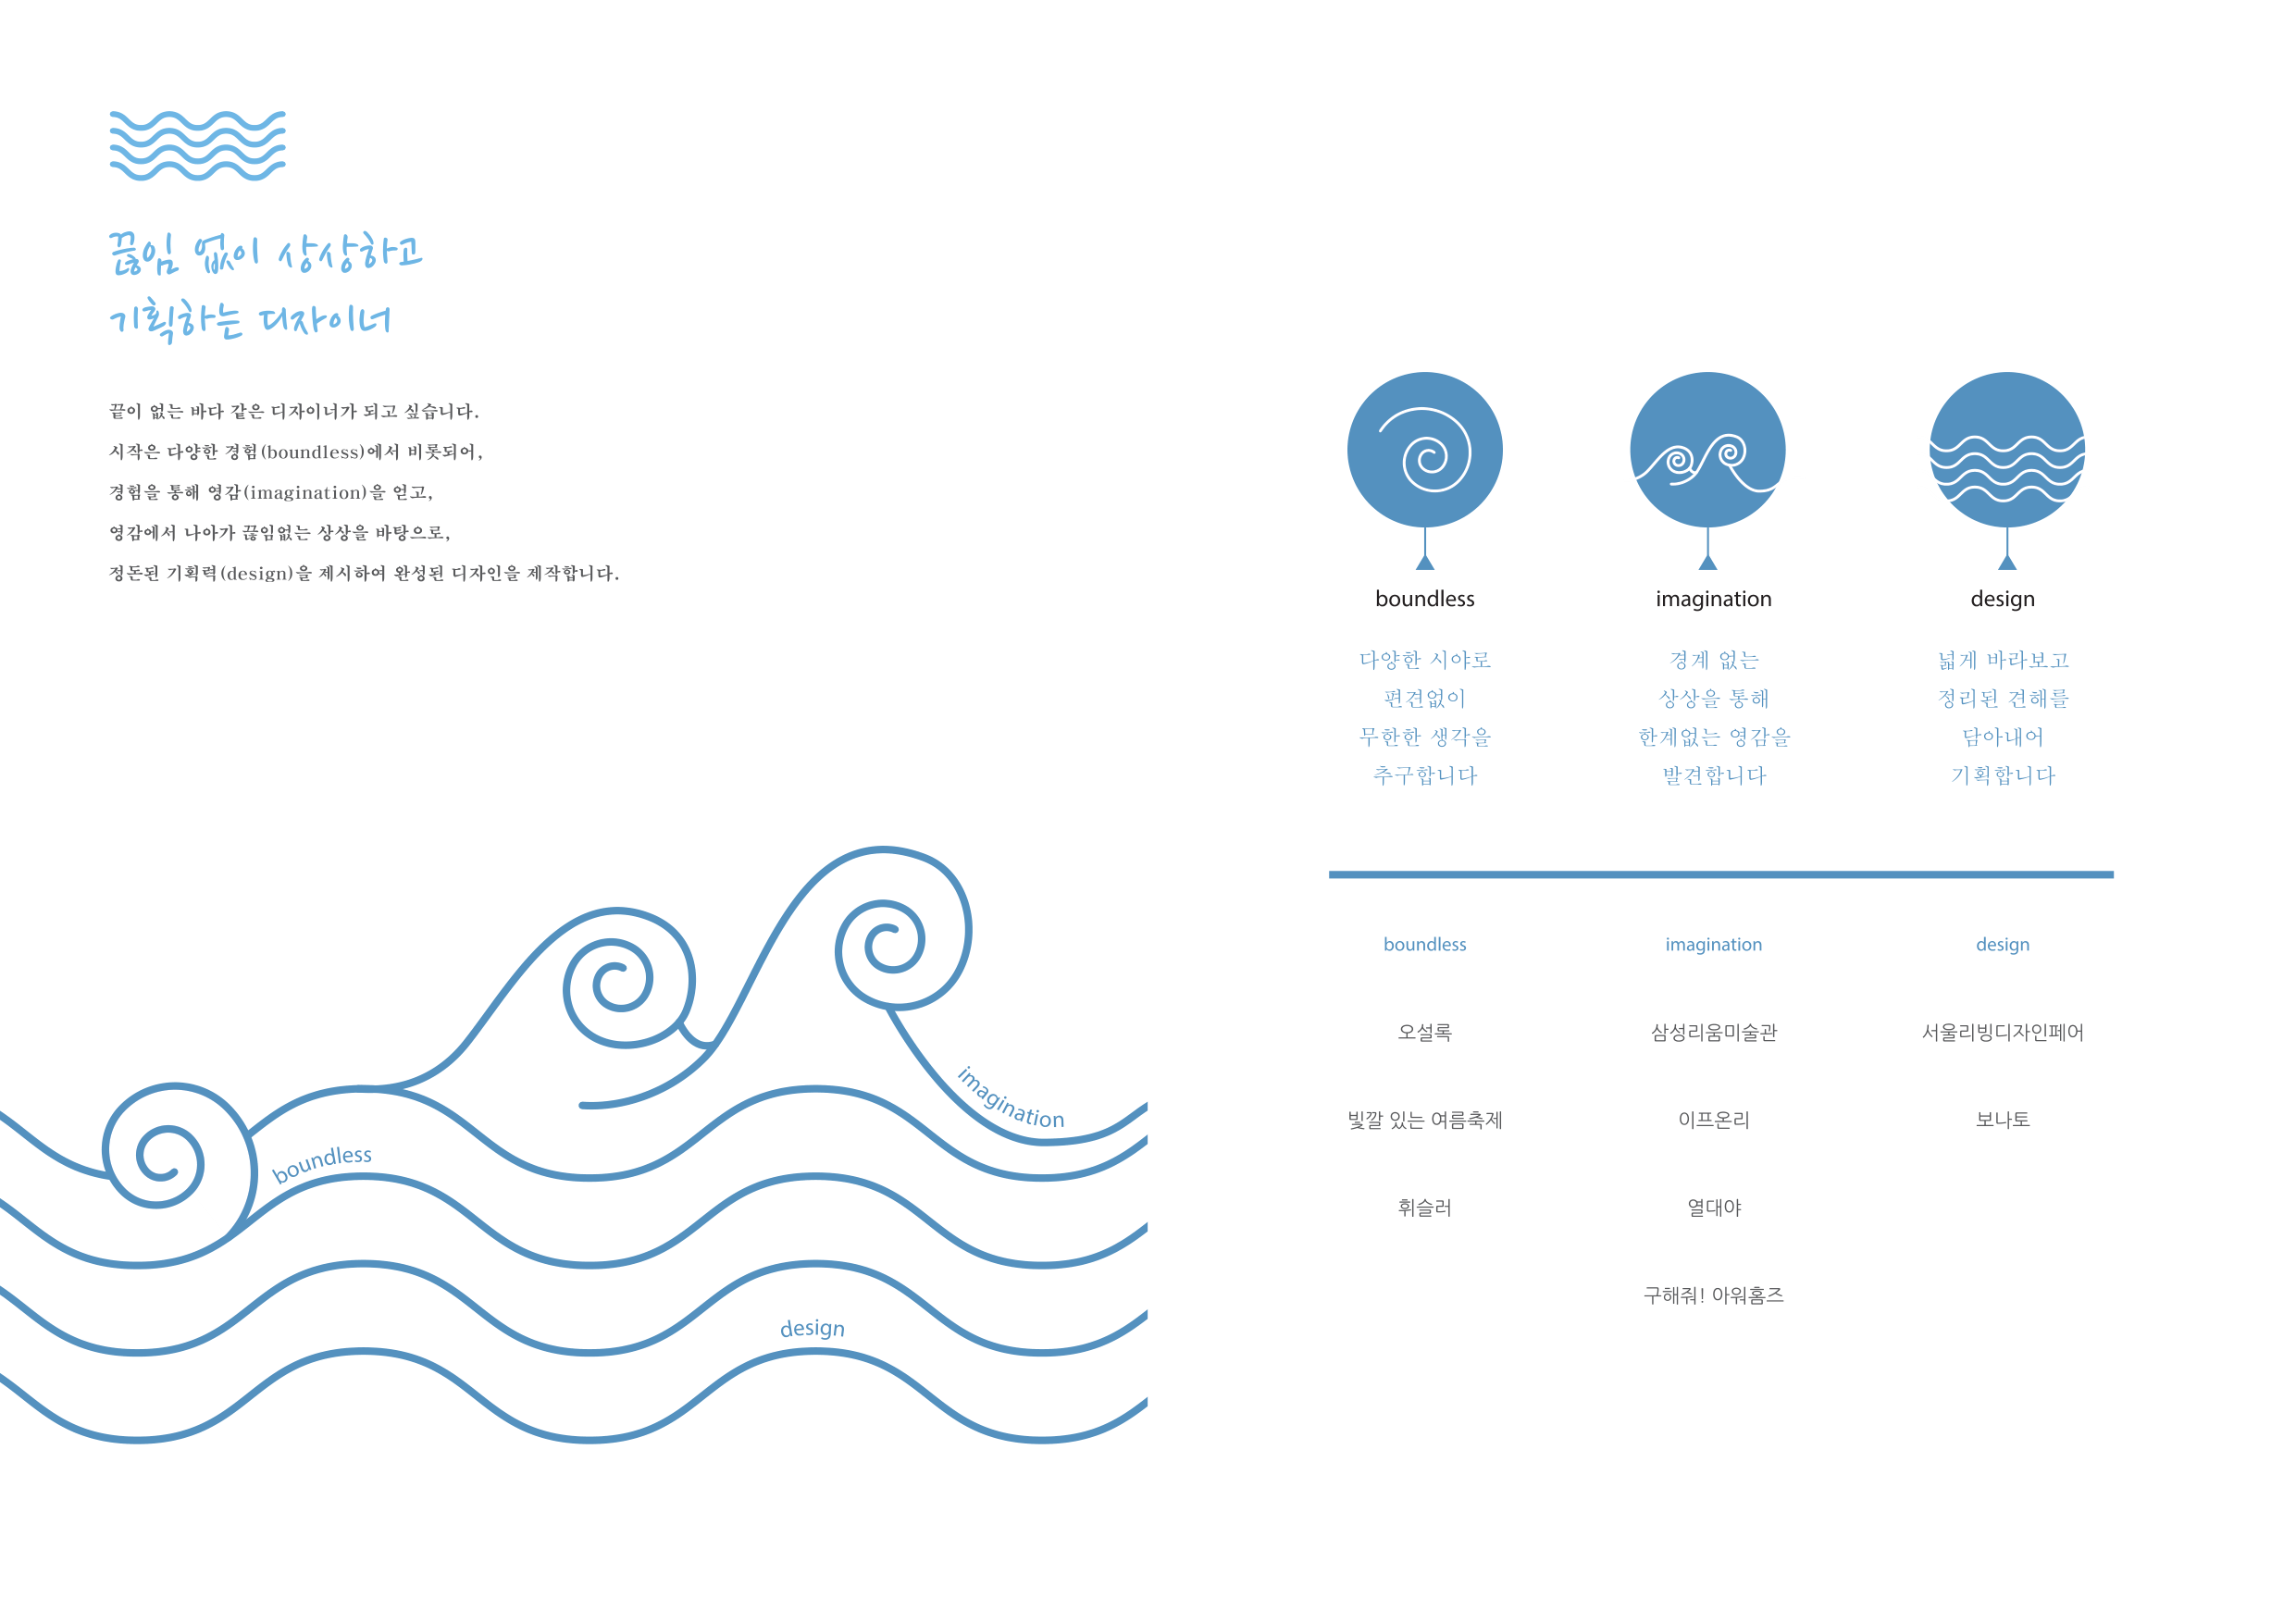 끊임 없이 상상하고
기획하는 디자이너
끝이 없는 바다 같은 디자이너가 되고 싶습니다.
시작은 다양한 경험(boundless)에서 비롯되어,
경험을 통해 영감(imagination)을 얻고,
영감에서 나아가 끊임없는 상상을 바탕으로,
정돈된 기획력(design)을 제시하여 완성된 디자인을 제작합니다.
boundless
imagination
design
boundless
다양한 시야로
편견없이
무한한 생각을
추구합니다
imagination
경계 없는
상상을 통해
한계없는 영감을
발견합니다
design
넓게 바라보고
정리된 견해를
담아내어
기획합니다
boundless
오설록
빛깔 있는 여름축제
휘슬러
imagination
삼성리움미술관
이프온리
열대야
구해줘! 아워홈즈
design
서울리빙디자인페어
보나토